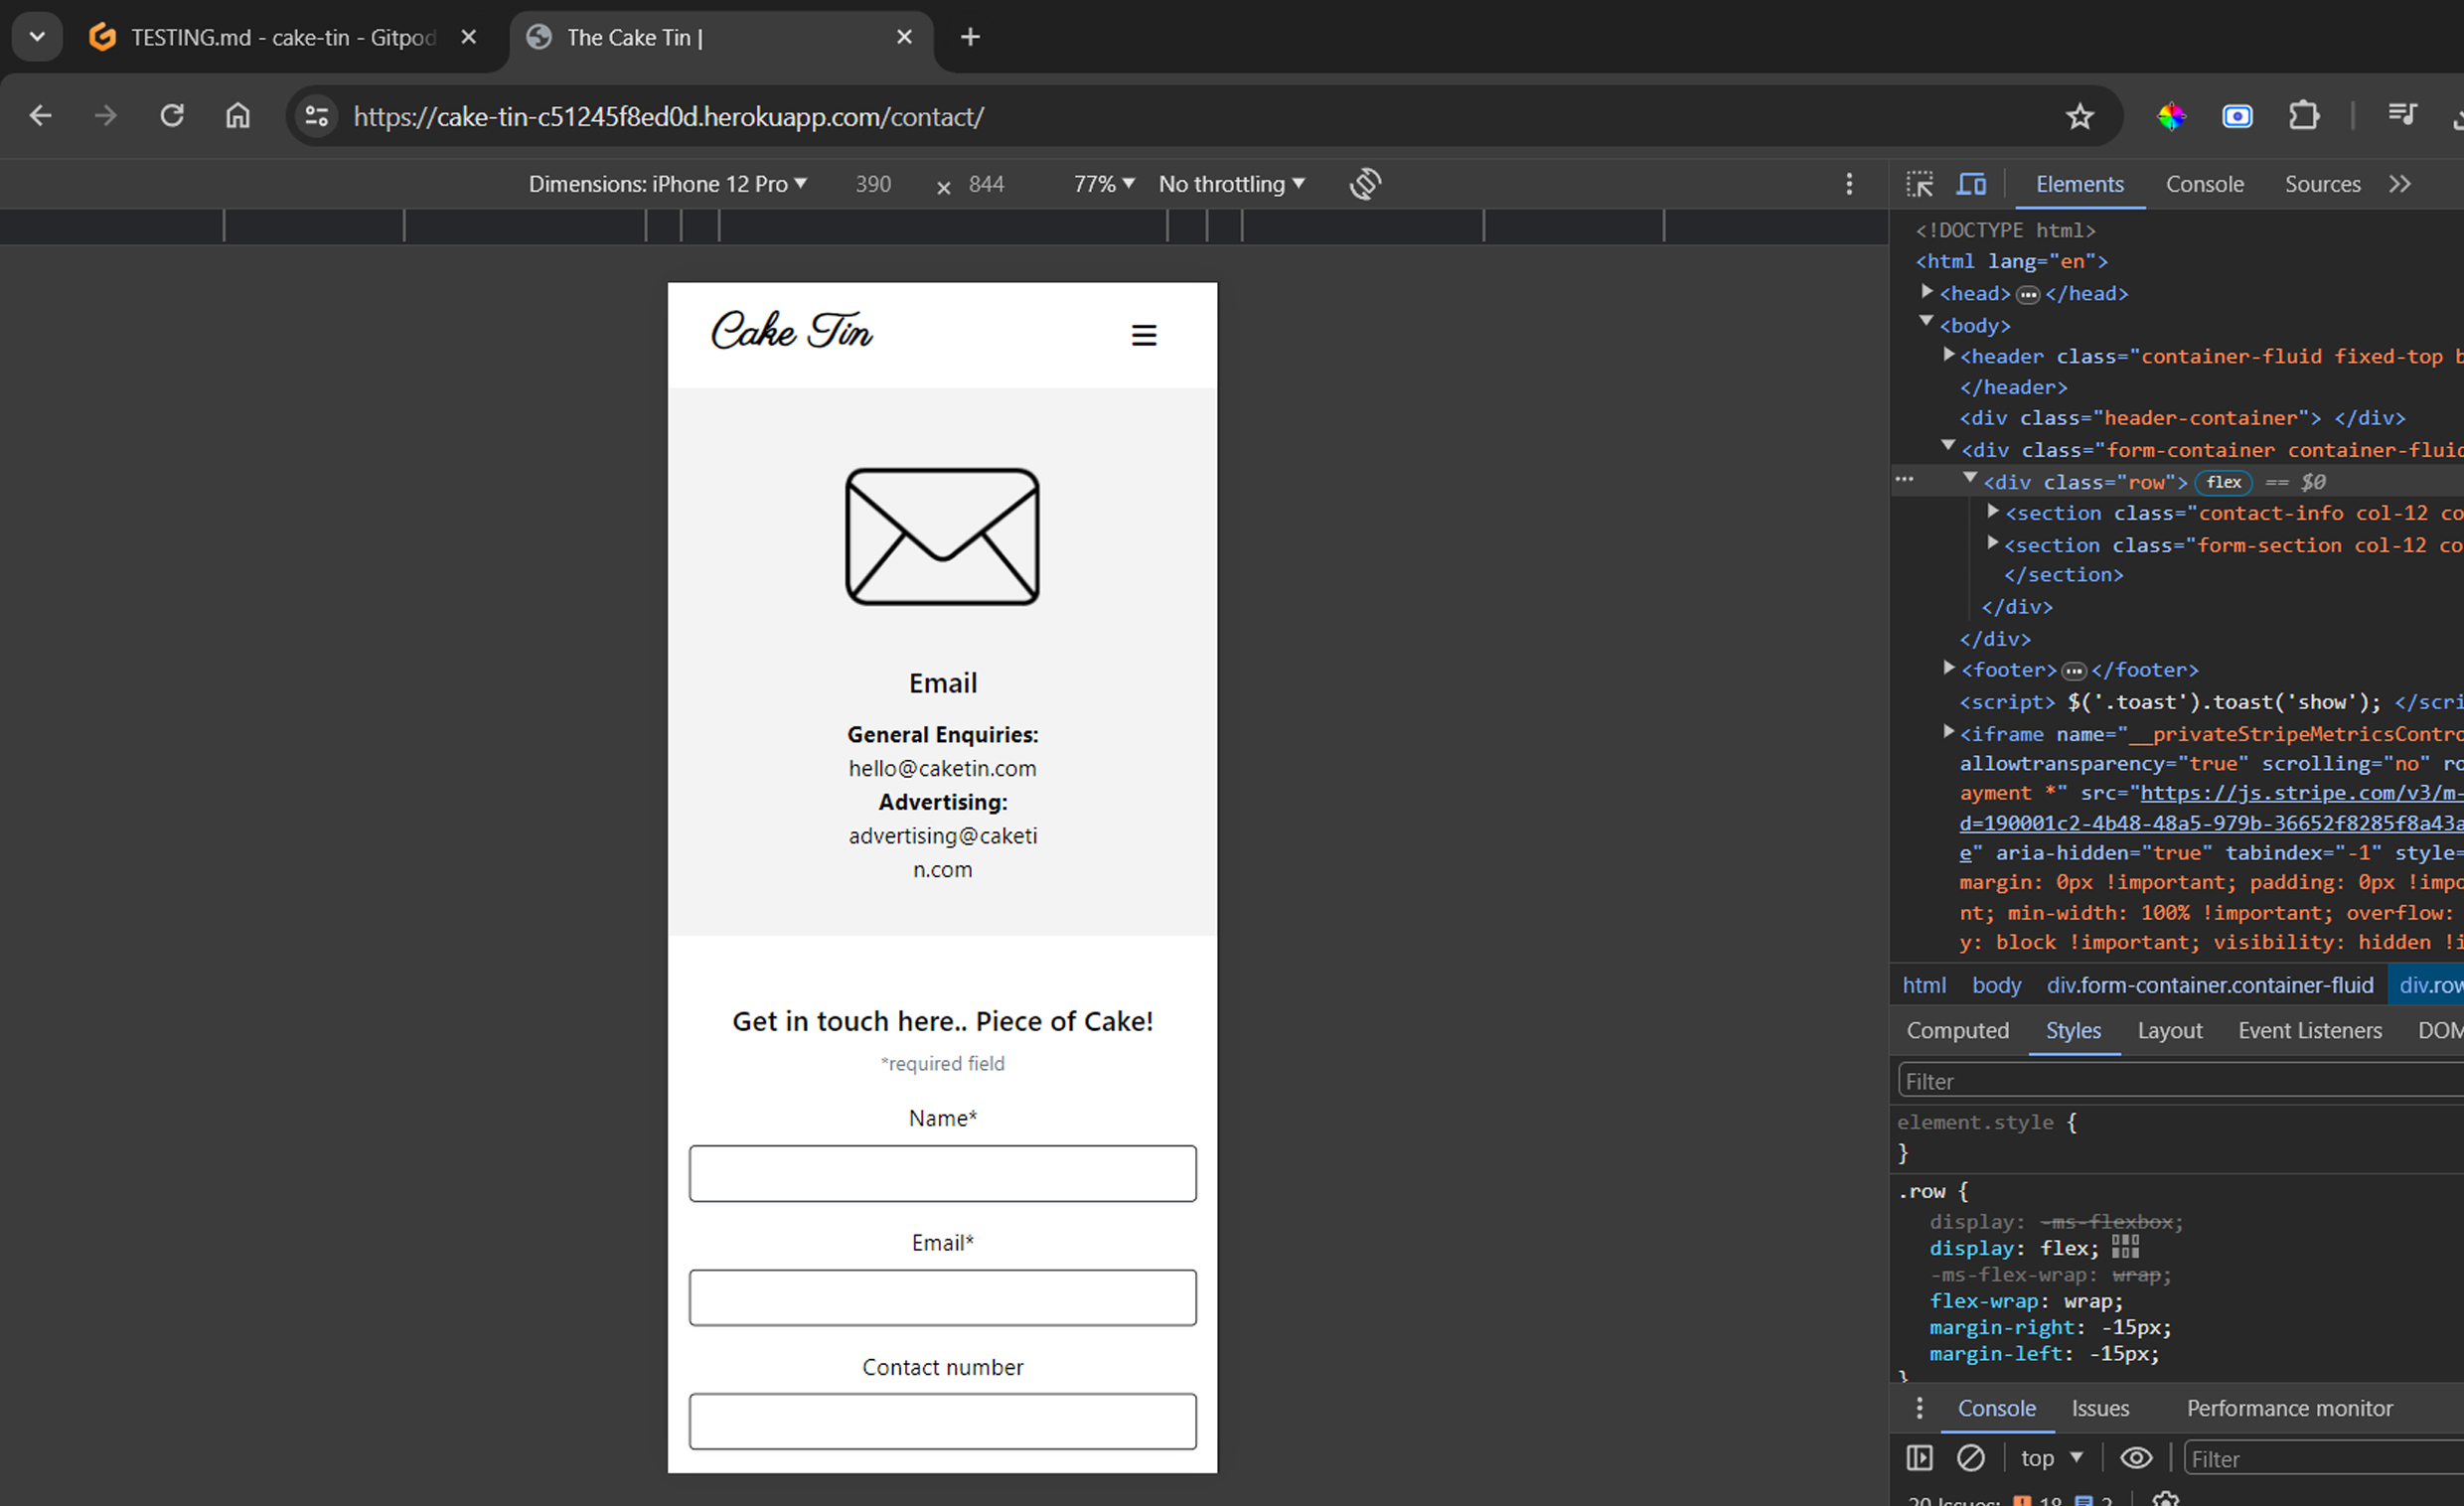 TESTING.md - cake-tin - Gitpod
The Cake Tin |
https://cake-tin-c51245f8ed0d.herokuapp.com/contact/
Dimensions: iPhone 12 Pro 390 × 844 77% No throttling
Elements Console Sources
Cake Tin
Email
General Enquiries:
hello@caketin.com
Advertising:
advertising@caketi
n.com
Get in touch here.. Piece of Cake!
*required field
Name*
Email*
Contact number
<!DOCTYPE html>
<html lang="en">
<head> ••• </head>
<body>
<header class="container-fluid fixed-top b
</header>
<div class="header-container"> </div>
<div class="form-container container-fluid
••• <div class="row"> flex == $0
<section class="contact-info col-12 co
<section class="form-section col-12 co
</section>
</div>
</div>
<footer> ••• </footer>
<script> $('.toast').toast('show'); </scri
<iframe name="__privateStripeMetricsContro
allowtransparency="true" scrolling="no" ro
ayment *" src="https://js.stripe.com/v3/m-
d=190001c2-4b48-48a5-979b-36652f8285f8a43a
e" aria-hidden="true" tabindex="-1" style=
margin: 0px !important; padding: 0px !impo
nt; min-width: 100% !important; overflow:
y: block !important; visibility: hidden !i
html body div.form-container.container-fluid div.row
Computed Styles Layout Event Listeners DOM
Filter
element.style {
}
.row {
display: -ms-flexbox;
display: flex;
-ms-flex-wrap: wrap;
flex-wrap: wrap;
margin-right: -15px;
margin-left: -15px;
}
Console Issues Performance monitor
top Filter
20 Issues: 18 2